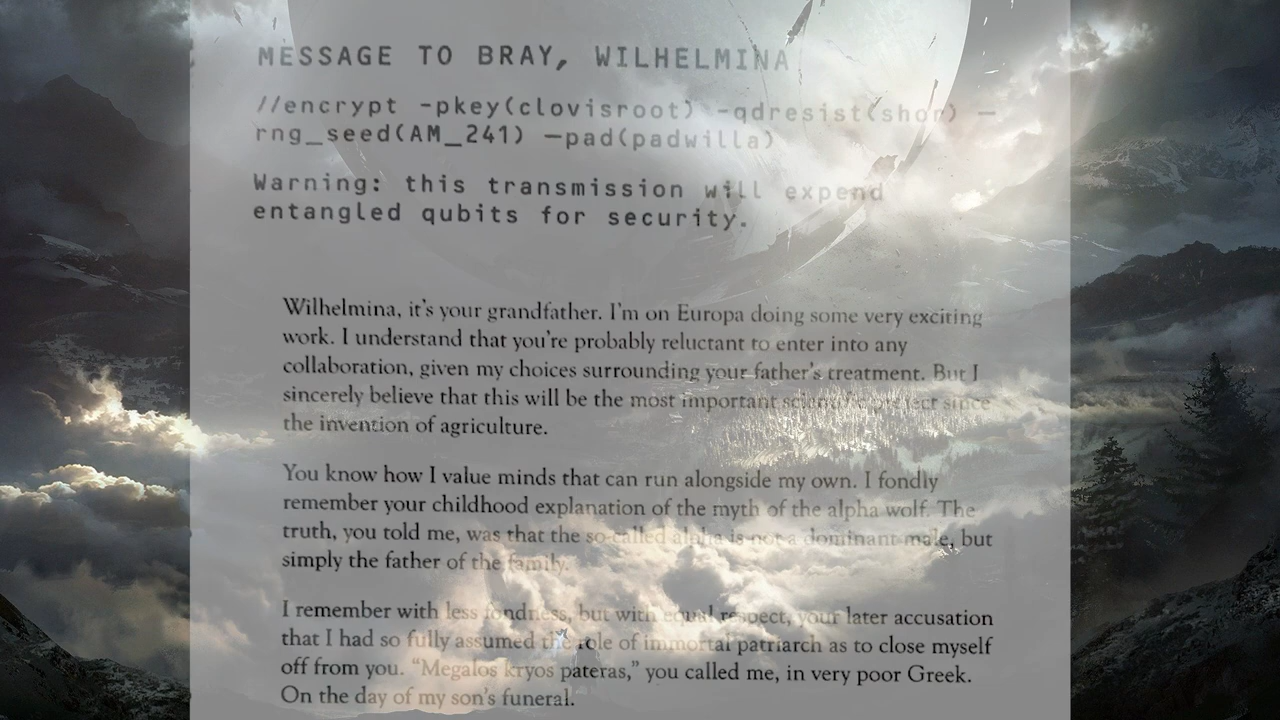 MESSAGE TO BRAY, WILHELMINA
//encrypt -pkey(clovisroot) -qdresist(shor) —
rng_seed(AM_241) —pad(padwilla)
Warning: this transmission will expend
entangled qubits for security.
Wilhelmina, it's your grandfather. I'm on Europa doing some very exciting
work. I understand that you're probably reluctant to enter into any
collaboration, given my choices surrounding your father's treatment. But I
sincerely believe that this will be the most important scientific project since
the invention of agriculture.
You know how I value minds that can run alongside my own. I fondly
remember your childhood explanation of the myth of the alpha wolf. The
truth, you told me, was that the so-called alpha is not a dominant male, but
simply the father of the family.
I remember with less fondness, but with equal respect, your later accusation
that I had so fully assumed the role of immortal patriarch as to close myself
off from you. “Megalos kryos pateras,” you called me, in very poor Greek.
On the day of my son's funeral.